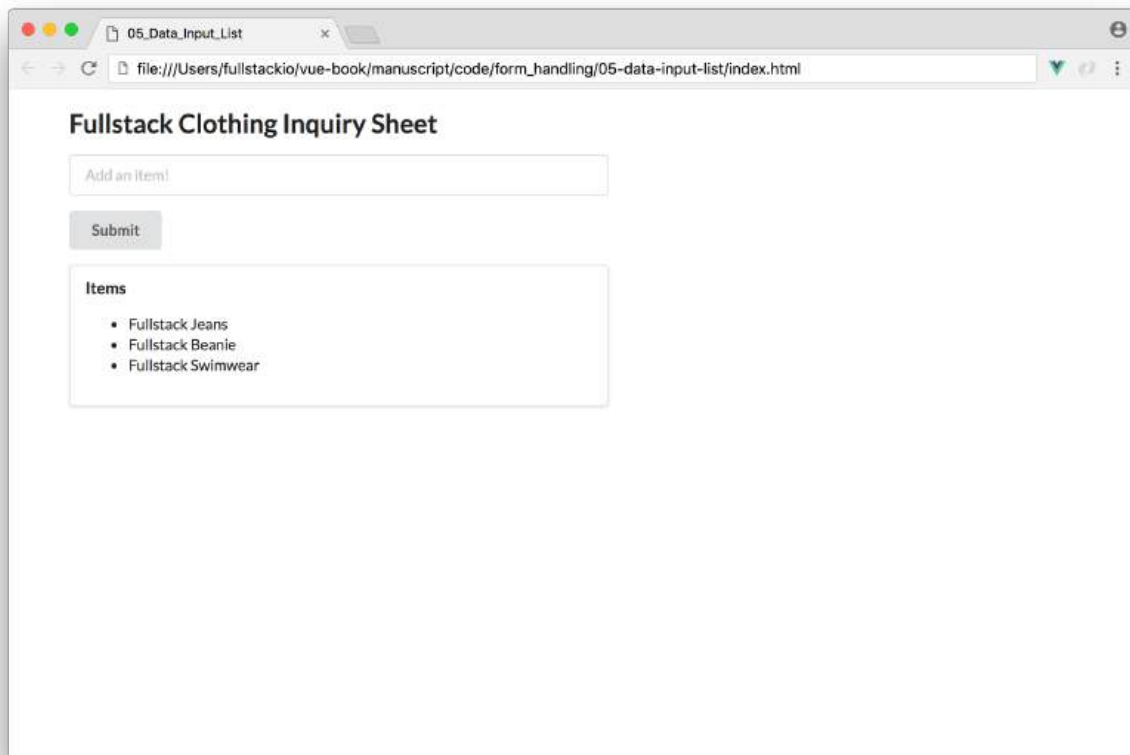 05_Data_Input_List
file:///Users/fullstackio/vue-book/manuscript/code/form_handling/05-data-input-list/index.html
Fullstack Clothing Inquiry Sheet
Add an item!
Submit
Items
• Fullstack Jeans
• Fullstack Beanie
• Fullstack Swimwear